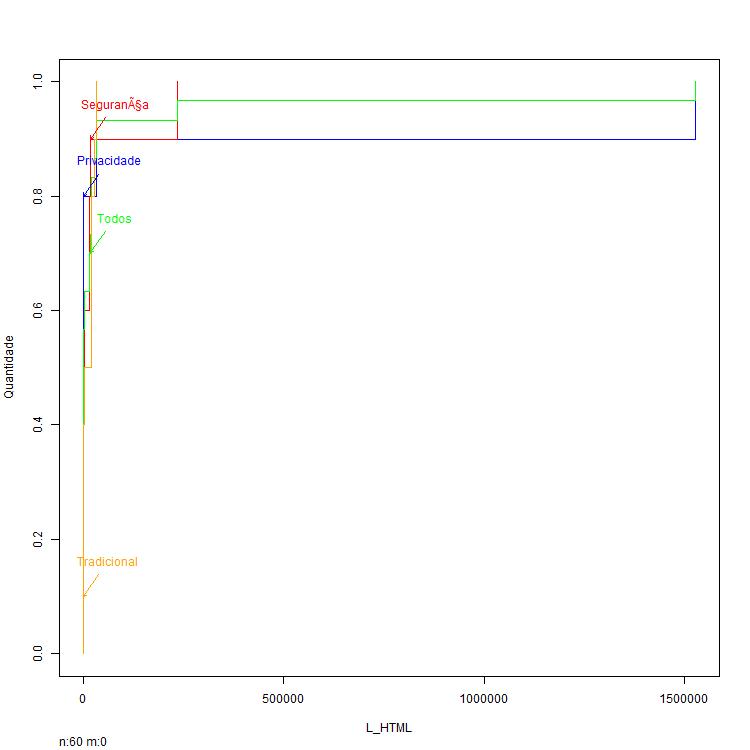 1.0
SeguranÃ§a
Privacidade
0.8
Todos
0.6
Quantidade
0.4
0.2
Tradicional
0.0
0 500000 1000000 1500000
L_HTML
n:60 m:0